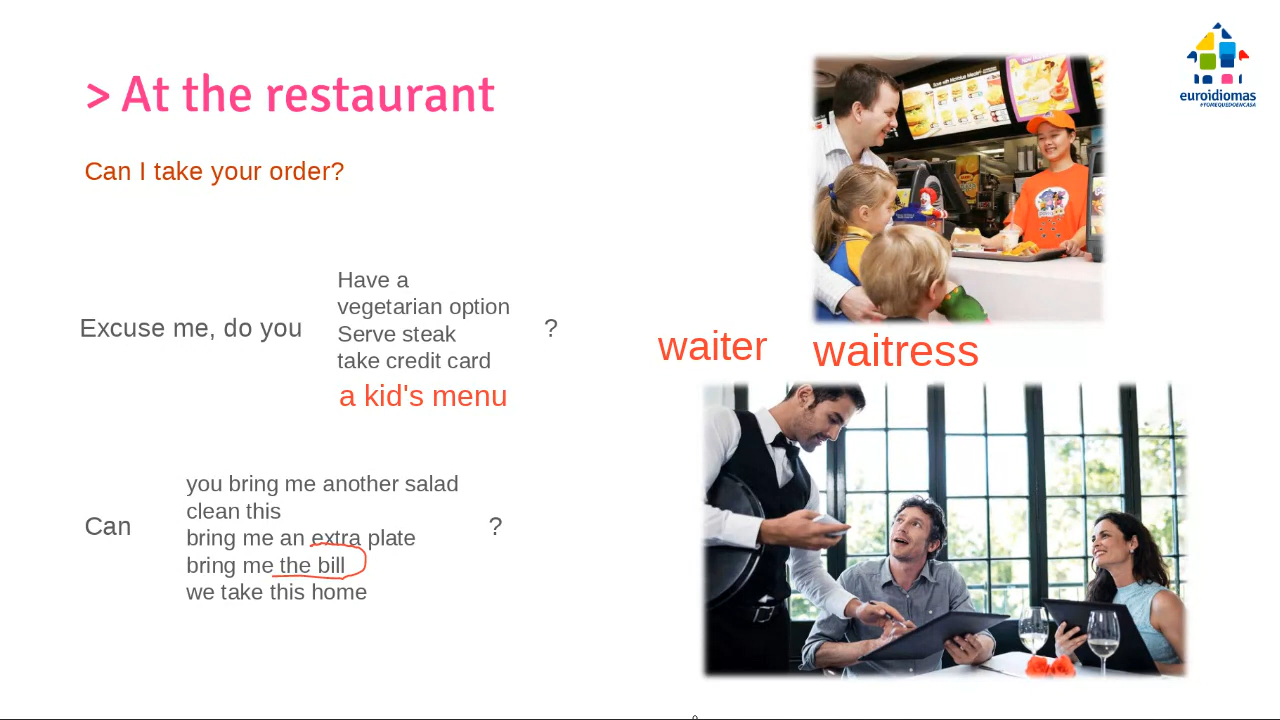 > At the restaurant
euroidiomas
#YOMEQUEDOENCASA
Can I take your order?
Have a
vegetarian option
Excuse me, do you
Serve steak
?
take credit card
a kid's menu
waiter
waitress
you bring me another salad
clean this
Can
bring me an extra plate
?
bring me the bill
we take this home